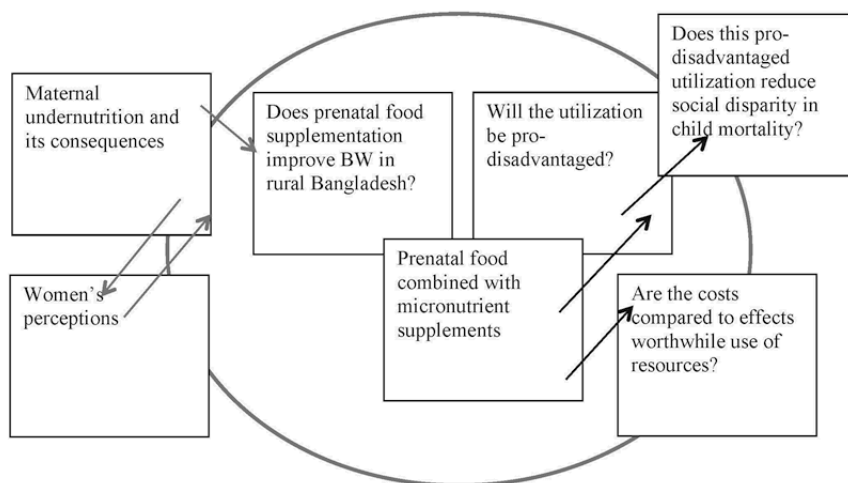 Maternal
undernutrition and
its consequences
Does prenatal food
supplementation
improve BW in
rural Bangladesh?
Will the utilization
be pro-
disadvantaged?
Does this pro-
disadvantaged
utilization reduce
social disparity in
child mortality?
Women's
perceptions
Prenatal food
combined with
micronutrient
supplements
Are the costs
compared to effects
worthwhile use of
resources?